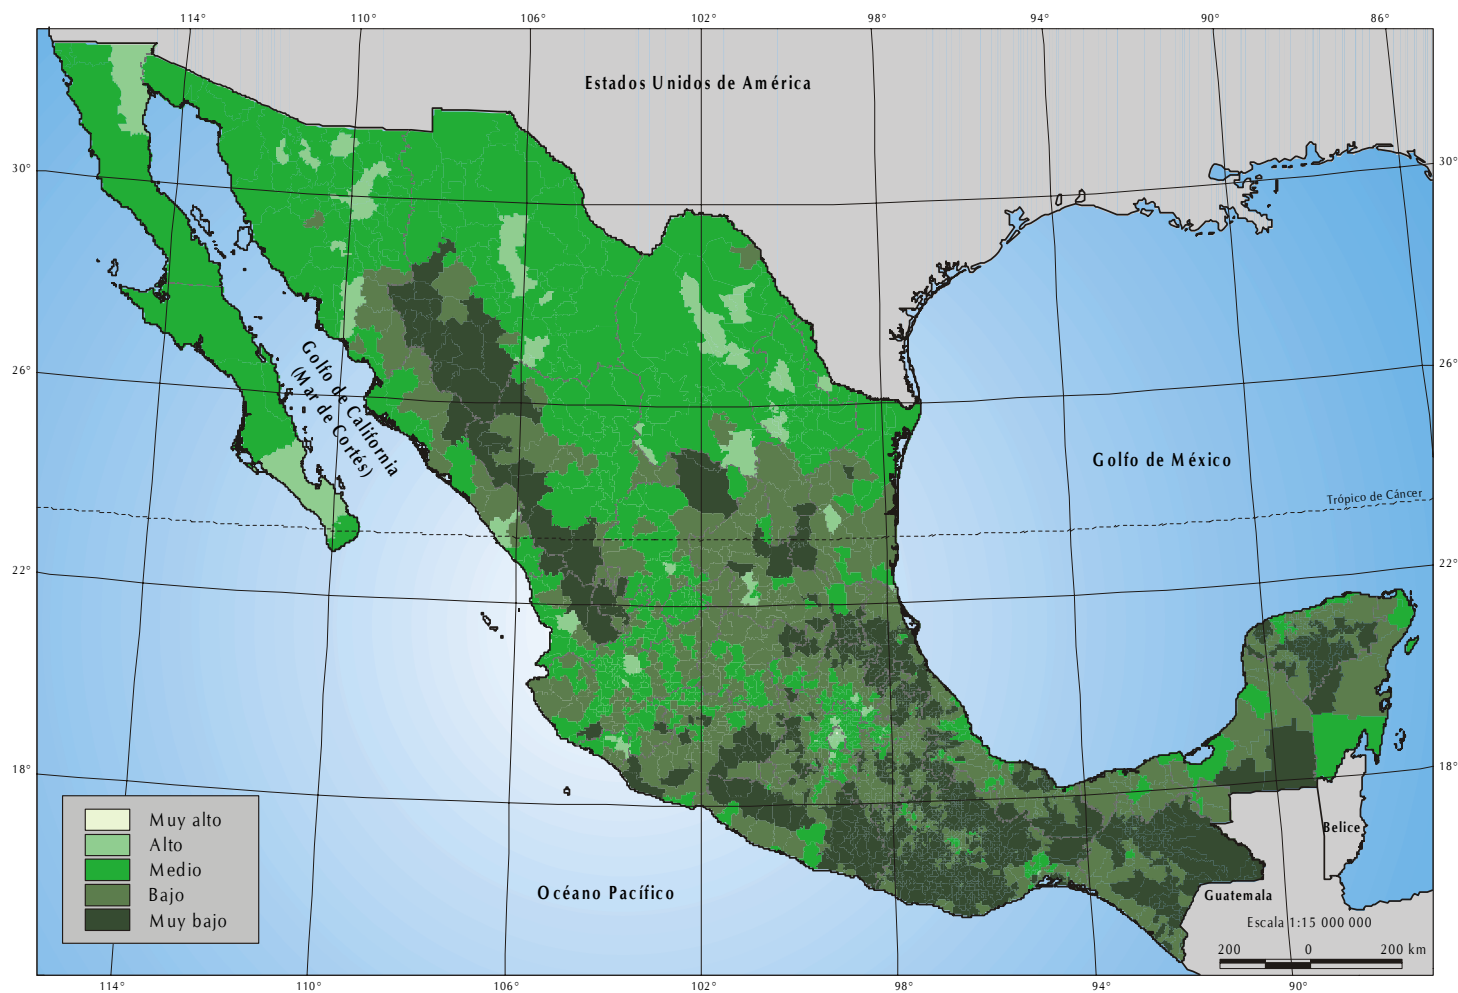 114°
110°
106°
102°
98°
94°
90°
86°
Estados Unidos de América
30°
30°
26°
26°
Golfo de California
(Mar de Cortés)
Golfo de México
Trópico de Cáncer
22°
22°
18°
18°
Muy alto
Alto
Medio
Bajo
Muy bajo
Océano Pacífico
Belice
Guatemala
Escala 1:15 000 000
200 0 200 km
114°
110°
106°
102°
98°
94°
90°